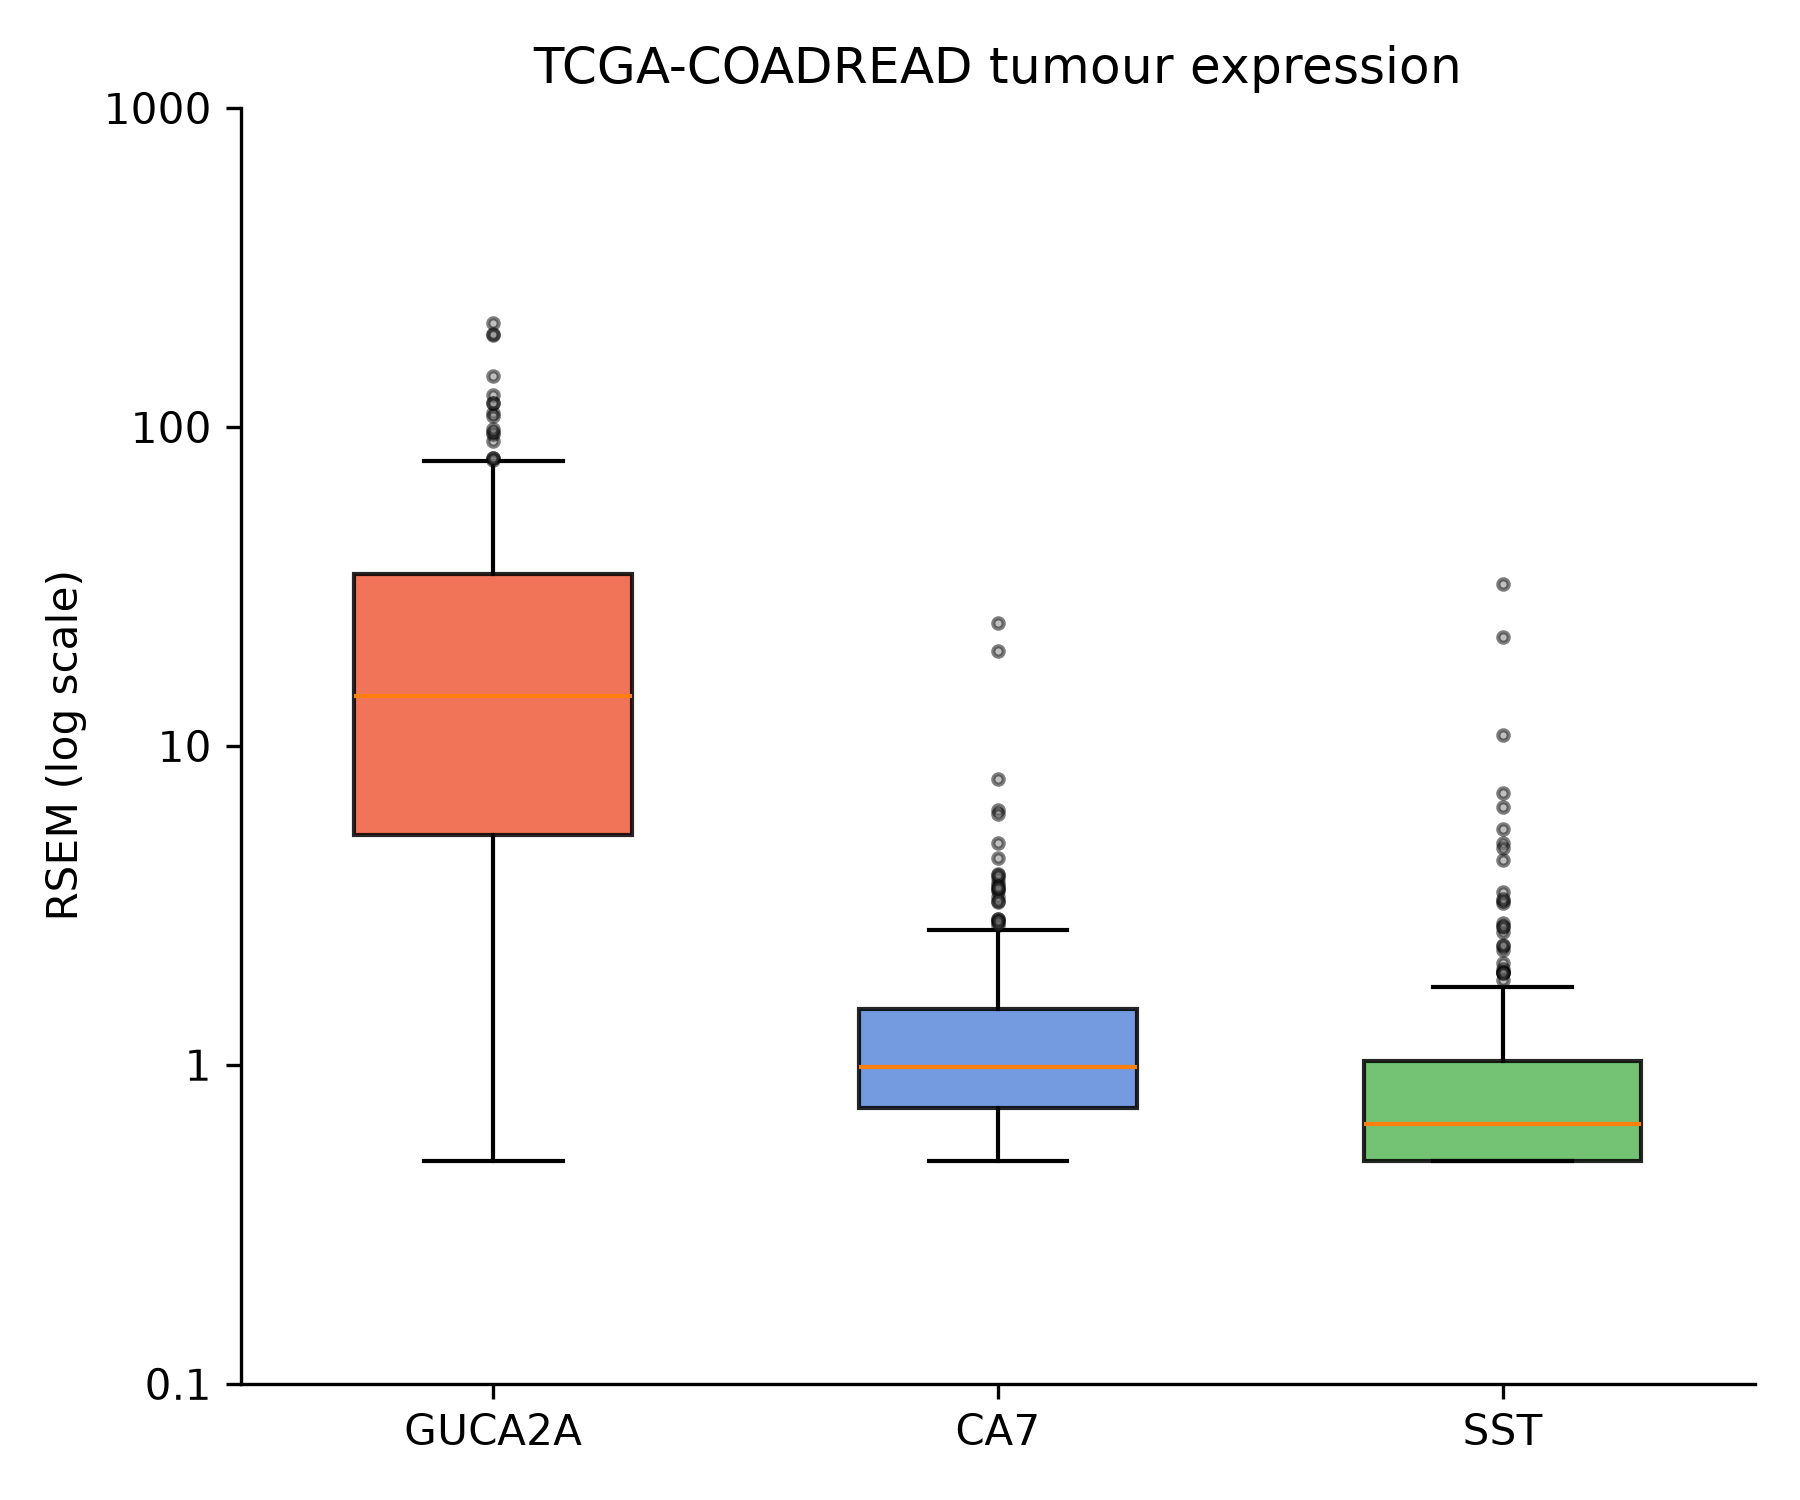 TCGA-COADREAD tumour expression
RSEM (log scale)
1000
100
10
1
0.1
GUCA2A
CA7
SST